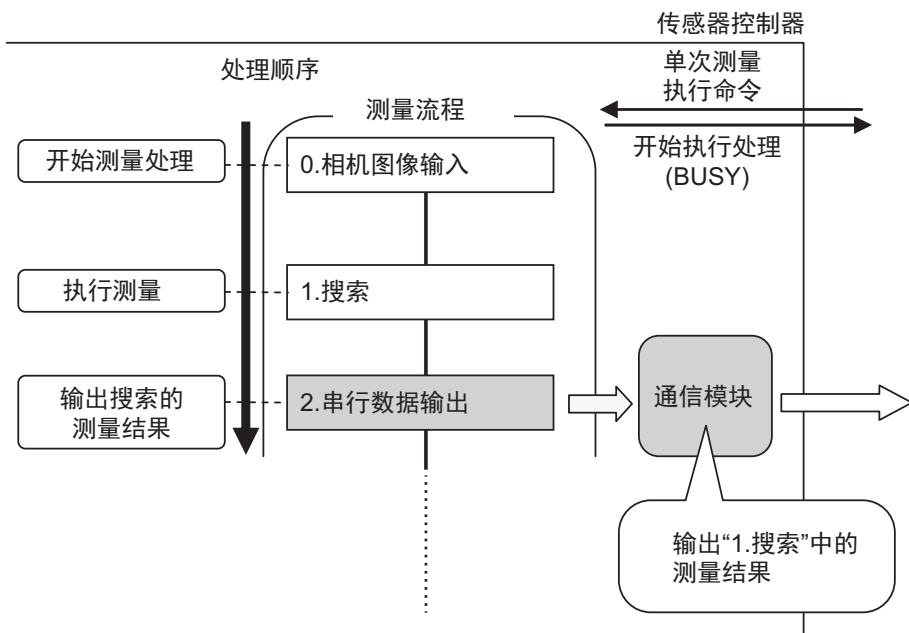 传感器控制器
处理顺序
单次测量
执行命令
测量流程
开始执行处理
(BUSY)
开始测量处理
0.相机图像输入
执行测量
1.搜索
输出搜索的
测量结果
2.串行数据输出
通信模块
输出“1.搜索”中的
测量结果